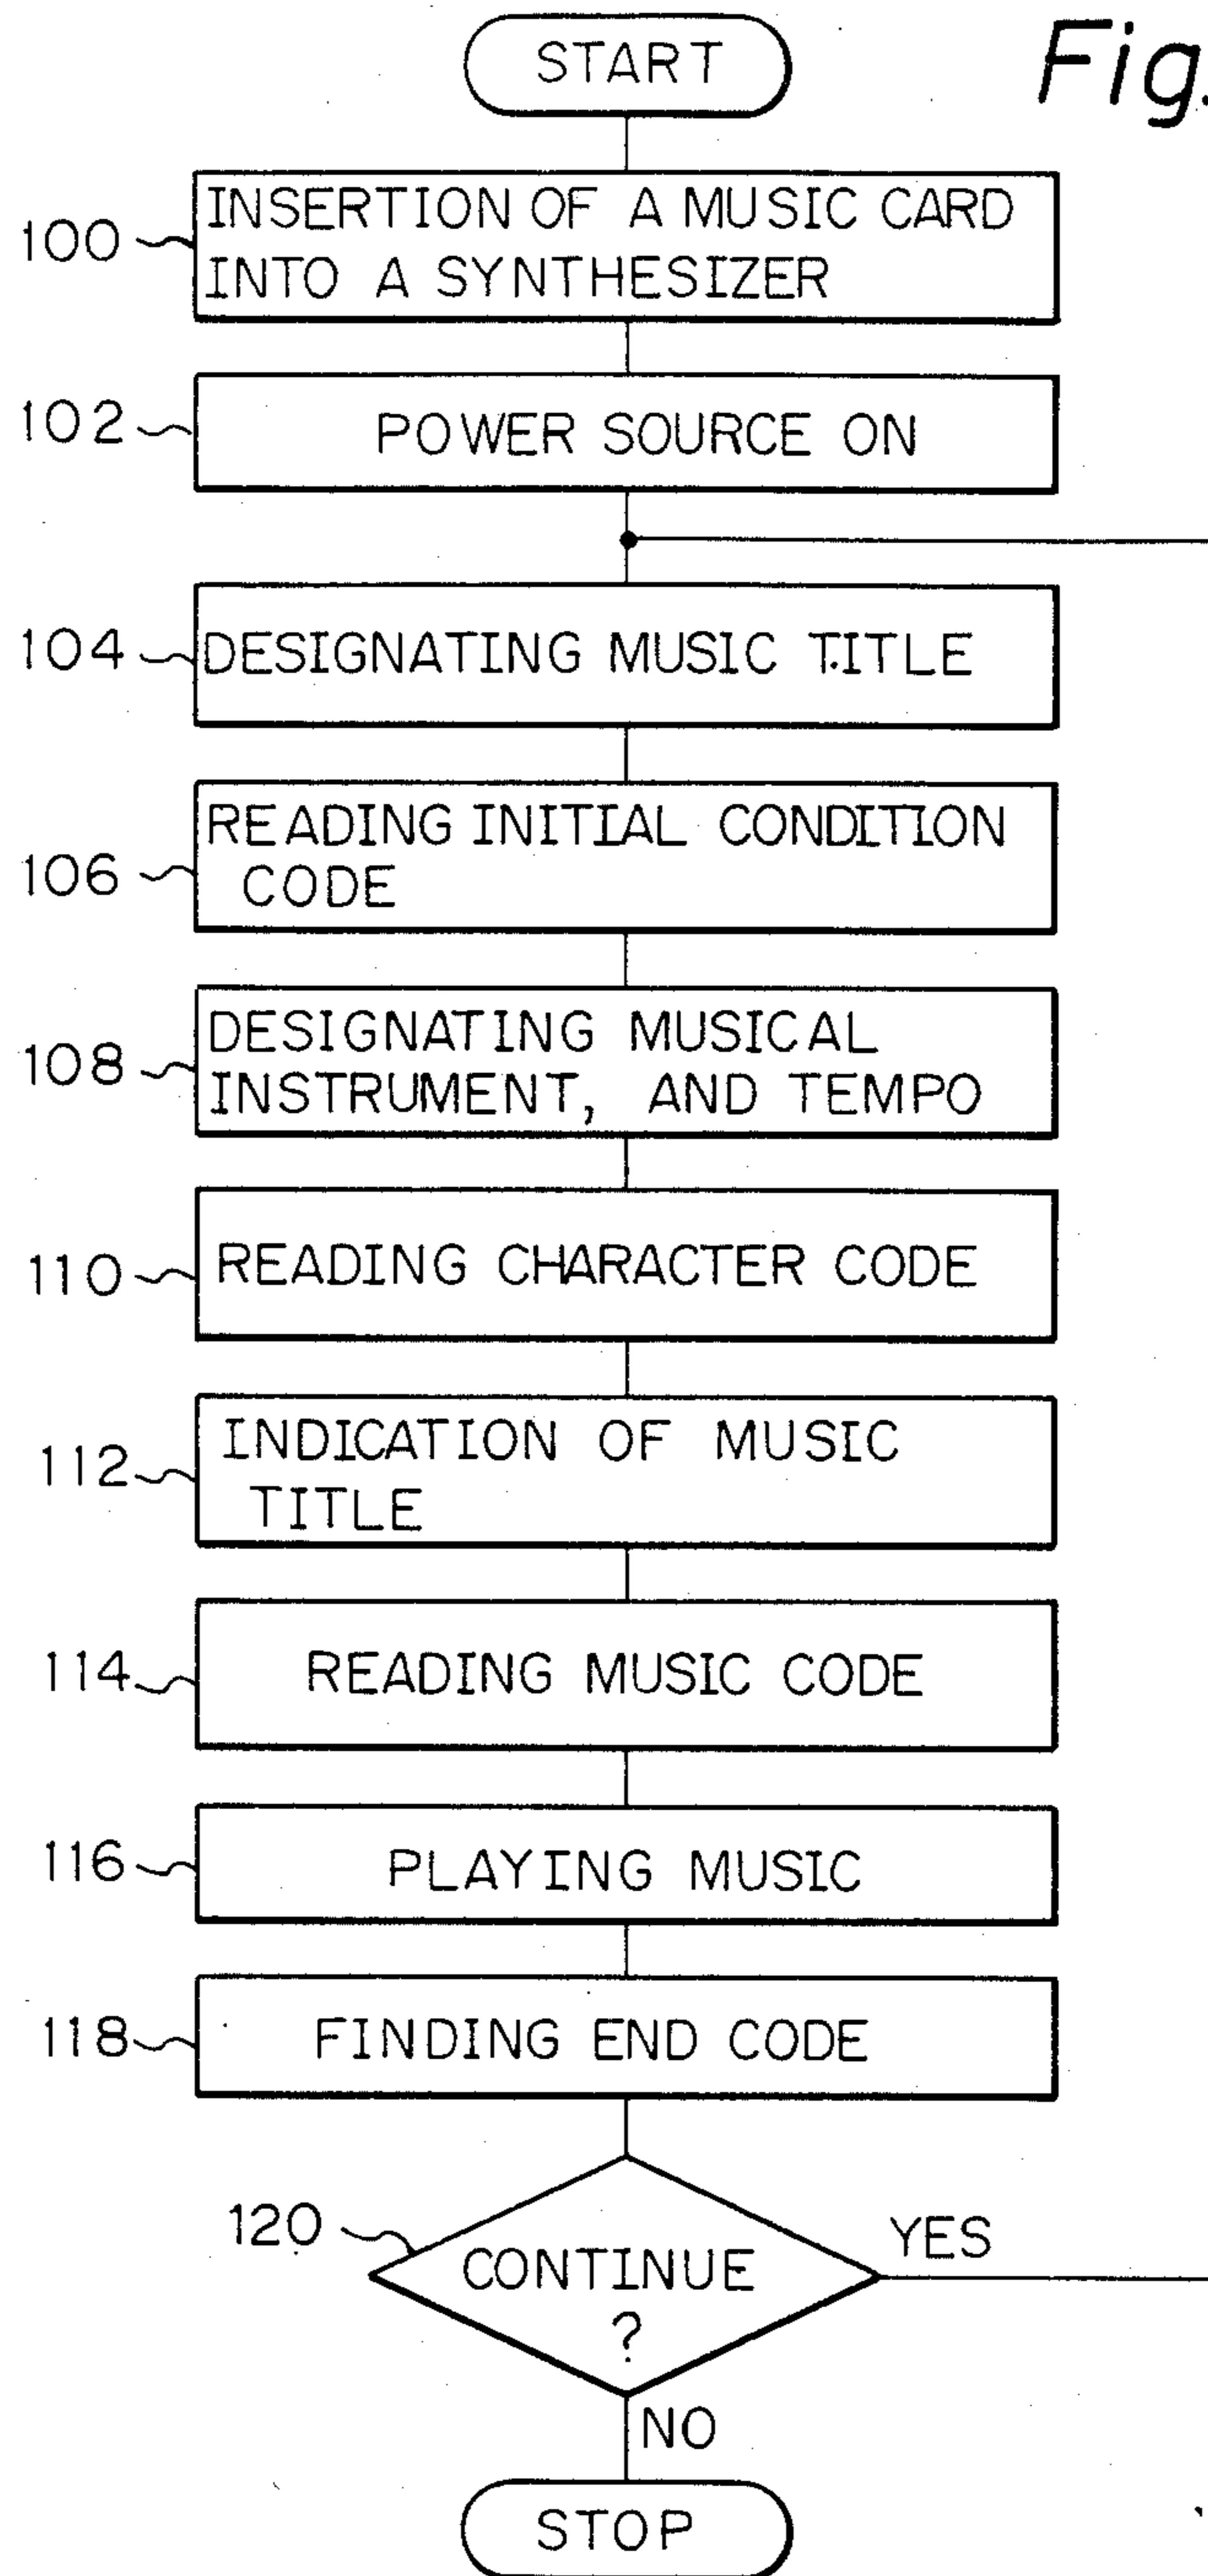 START
Fig.
100
INSERTION OF A MUSIC CARD
INTO A SYNTHESIZER
102
POWER SOURCE ON
104
DESIGNATING MUSIC TITLE
106
READING INITIAL CONDITION
CODE
108
DESIGNATING MUSICAL
INSTRUMENT, AND TEMPO
110
READING CHARACTER CODE
112
INDICATION OF MUSIC
TITLE
114
READING MUSIC CODE
116
PLAYING MUSIC
118
FINDING END CODE
120
CONTINUE
?
YES
NO
STOP